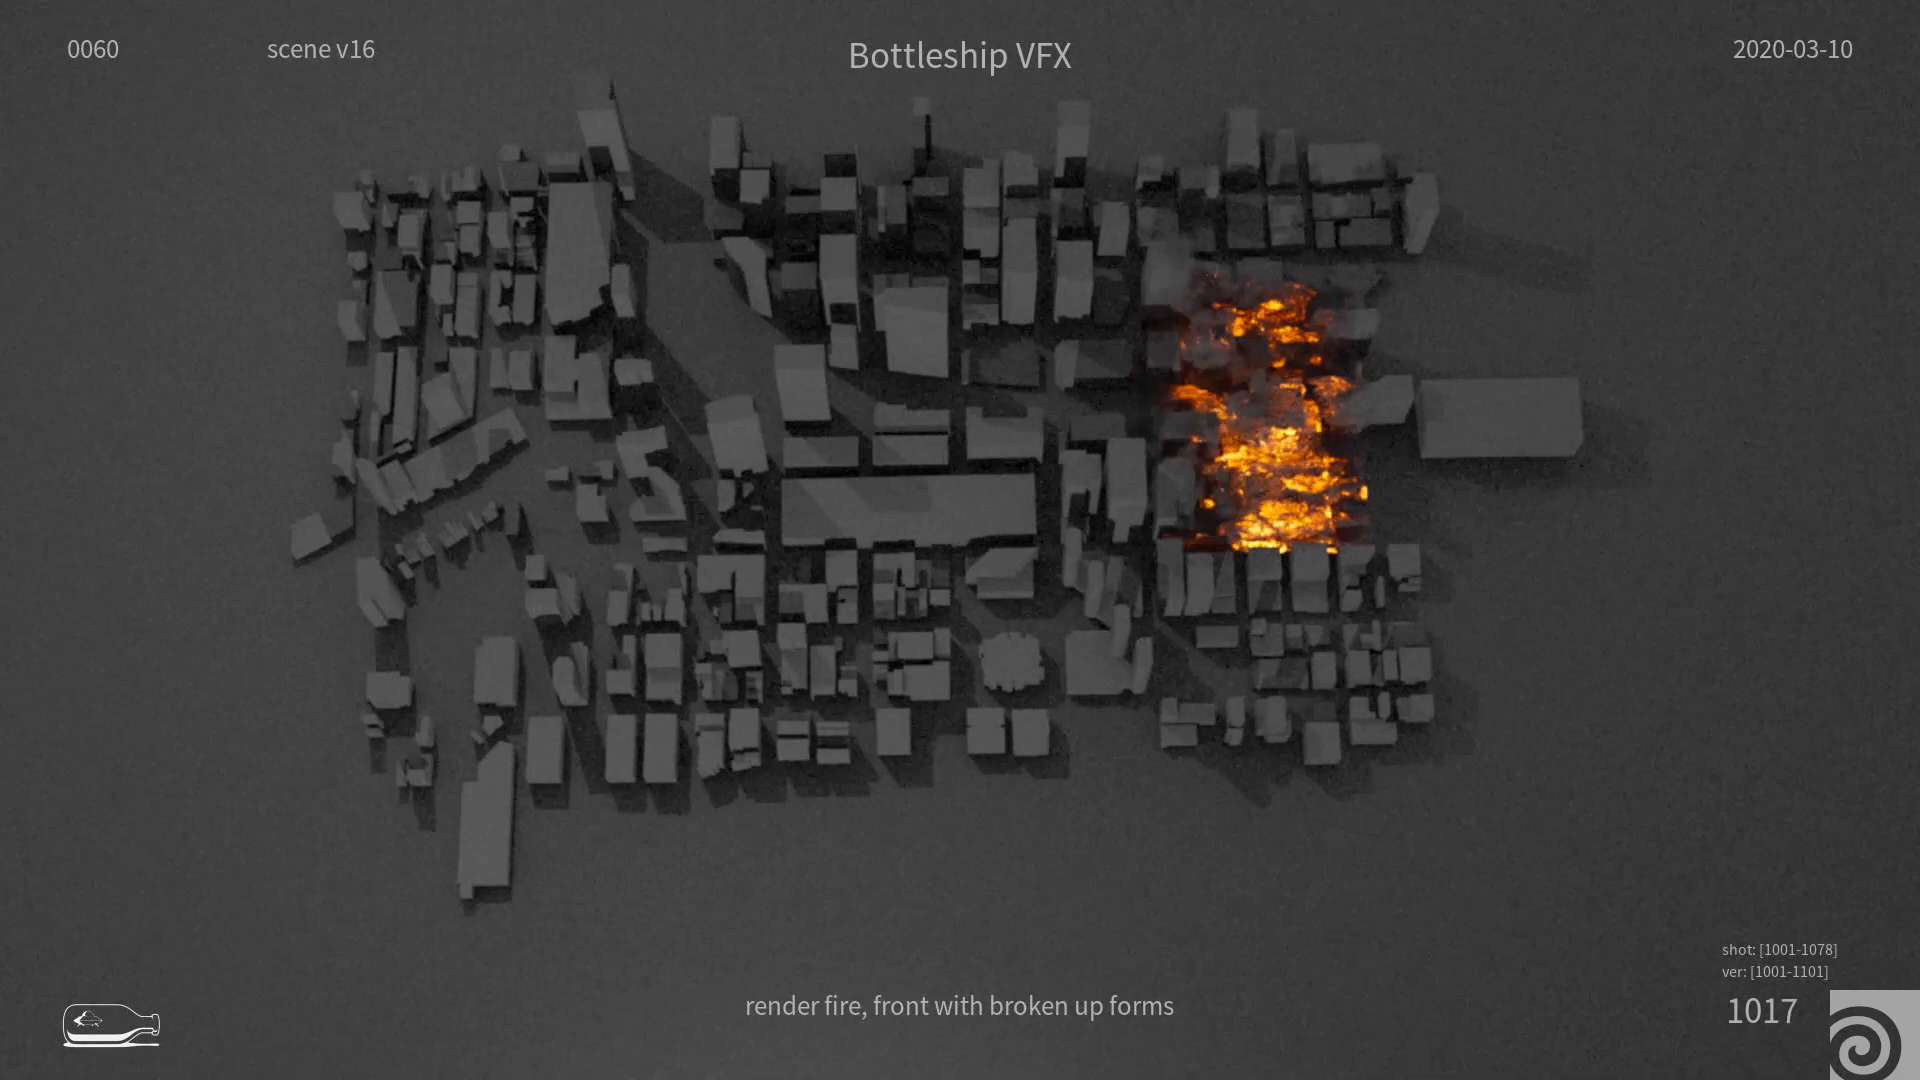 0060
scene v16
Bottleship VFX
2020-03-10
shot: [1001-1078]
ver: [1001-1101]
render fire, front with broken up forms
1017